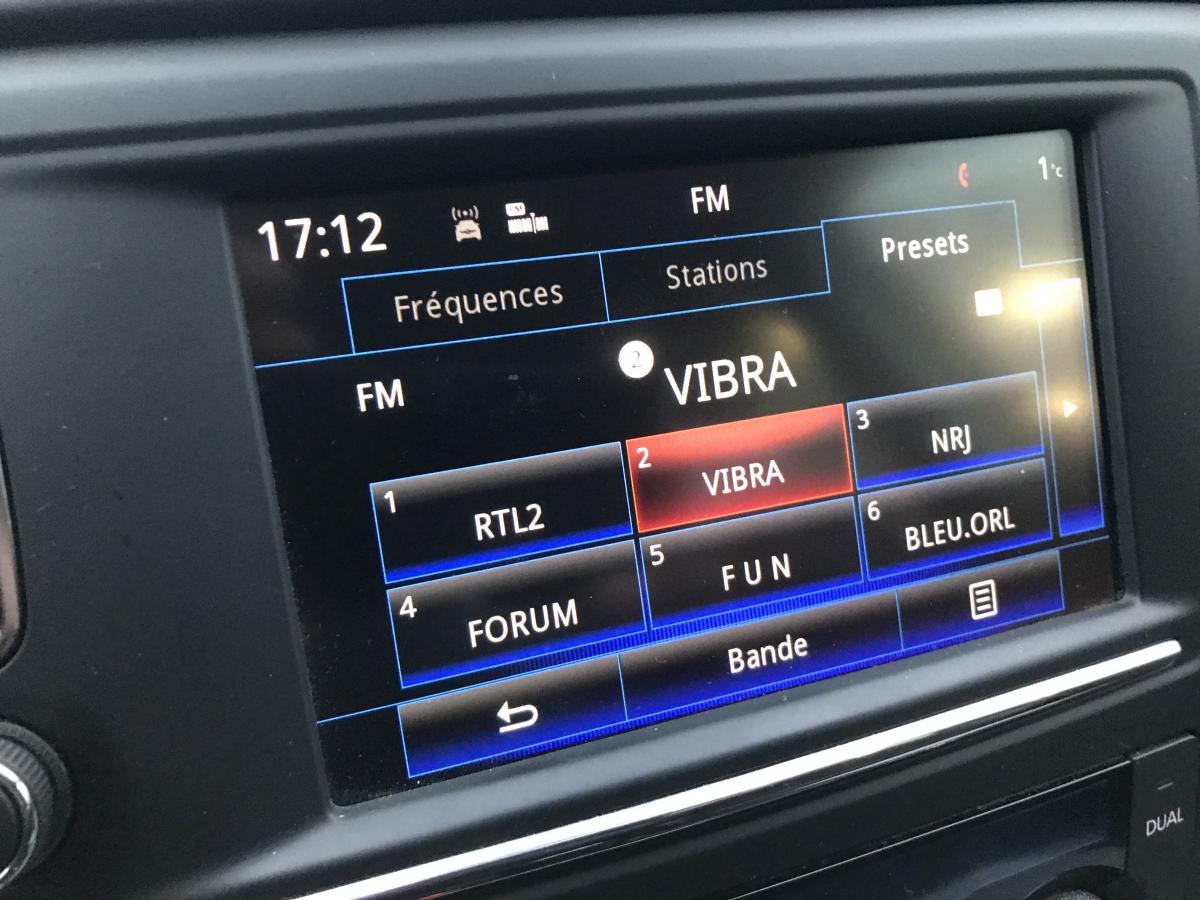 17:12
FM
1°C
Fréquences
Stations
Presets
FM
2
VIBRA
1
RTL2
2
VIBRA
3
NRJ
4
FORUM
5
F U N
6
BLEU.ORL
Bande
DUAL